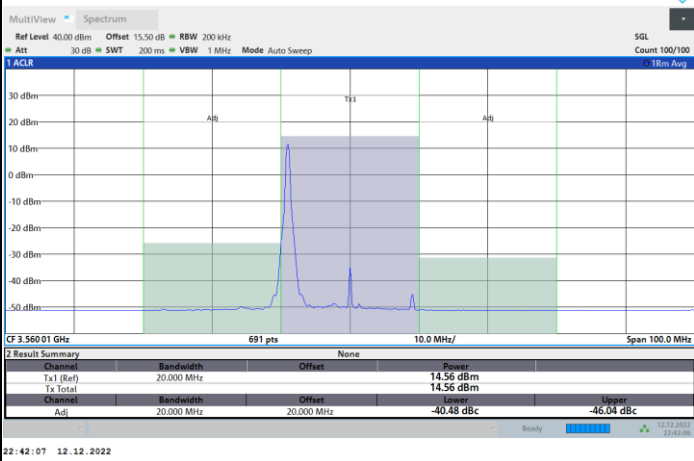 MultiView Spectrum
Ref Level 40.00 dBm Offset 15.50 dB RBW 200 kHz SGL
Att 30 dB SWT 200 ms VBW 1 MHz Mode Auto Sweep Count 100/100
1 ACLR 1Rm Avg
30 dBm
Tx1
20 dBm
Adj Adj
10 dBm
0 dBm
-10 dBm
-20 dBm
-30 dBm
-40 dBm
-50 dBm
CF 3.56001 GHz 691 pts 10.0 MHz/ Span 100.0 MHz
2 Result Summary None
Channel Bandwidth Offset Power
Tx1 (Ref) 20.000 MHz 14.56 dBm
Tx Total 14.56 dBm
Channel Bandwidth Offset Lower Upper
Adj 20.000 MHz 20.000 MHz -40.48 dBc -46.04 dBc
Ready 12.12.2022
22:42:06
22:42:07 12.12.2022